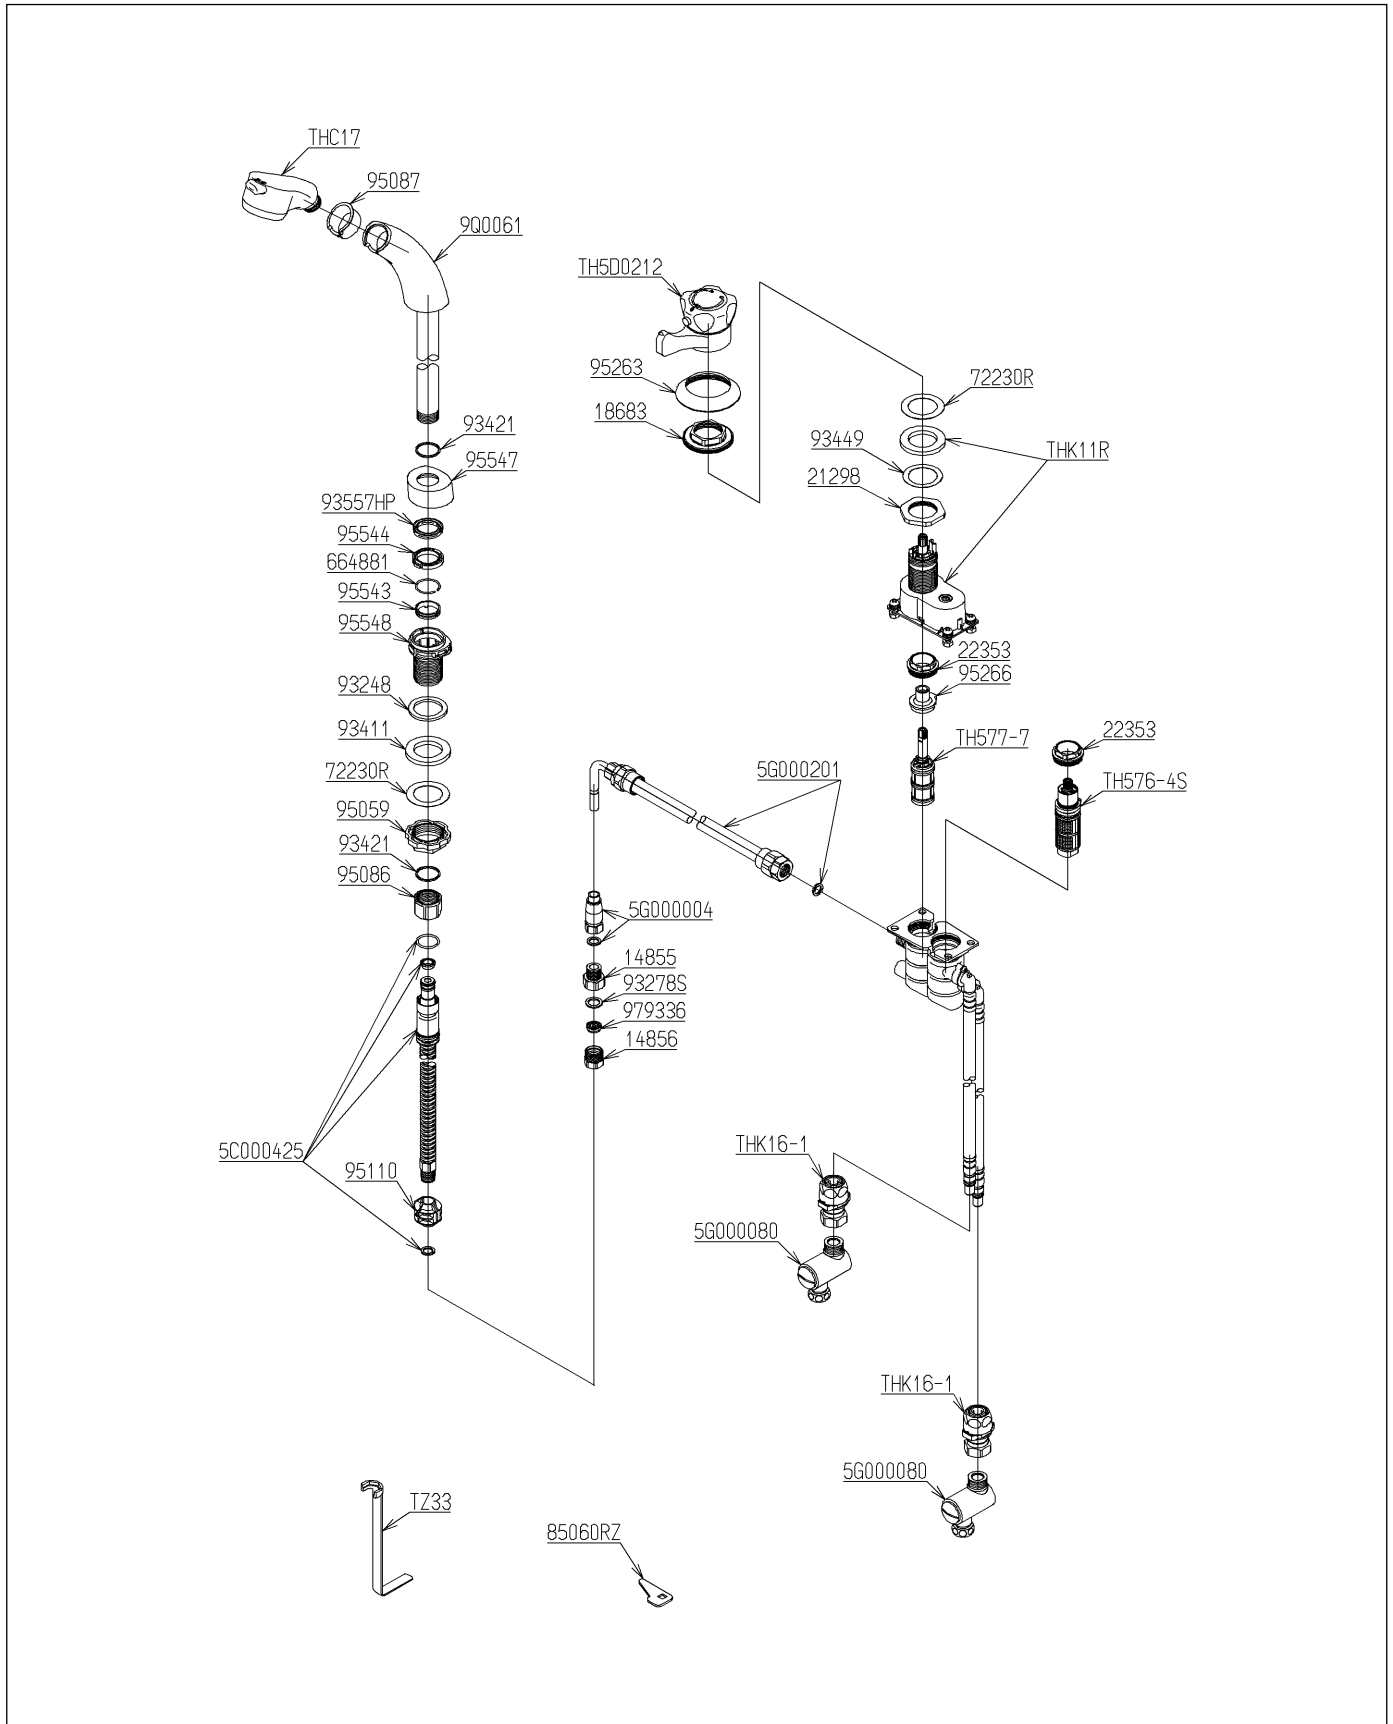 THC17
95087
9Q0061
TH5D0212
95263
18683
72230R
93449
THK11R
21298
93421
95547
93557HP
95544
664881
95543
95548
93248
93411
72230R
95059
93421
95086
22353
95266
TH577-7
22353
TH576-4S
5G000201
5G000004
14855
93278S
979336
14856
5C000425
95110
THK16-1
5G000080
THK16-1
5G000080
TZ33
85060RZ